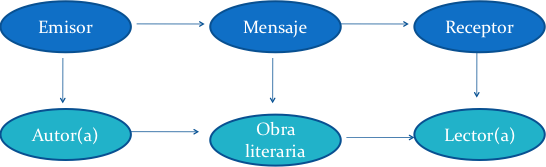 Emisor
Mensaje
Receptor
Autor(a)
Obra
literaria
Lector(a)